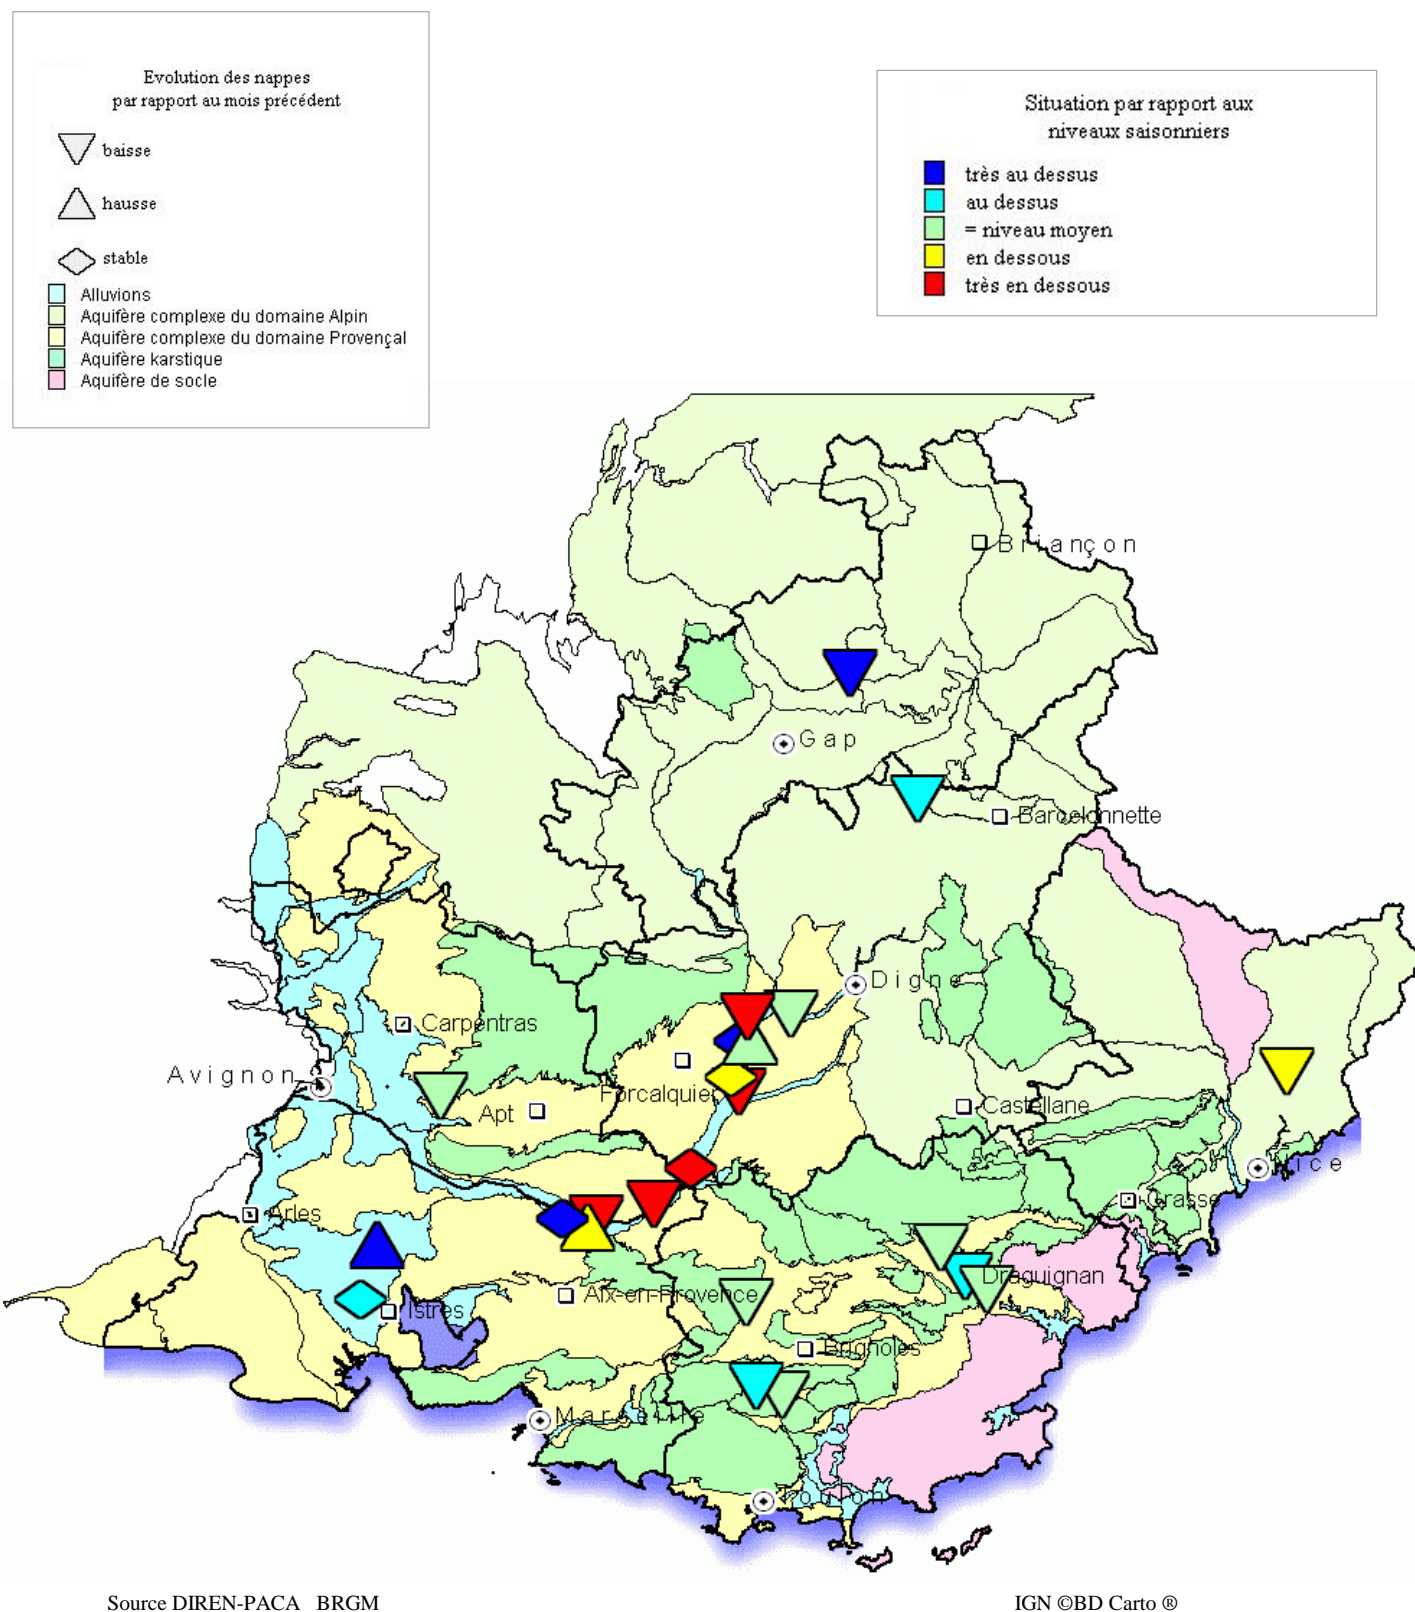 Evolution des nappes
par rapport au mois précédent
baisse
hausse
stable
Alluvions
Aquifère complexe du domaine Alpin
Aquifère complexe du domaine Provençal
Aquifère karstique
Aquifère de socle
Situation par rapport aux
niveaux saisonniers
très au dessus
au dessus
= niveau moyen
en dessous
très en dessous
Briançon
Gap
Barcelonnette
Digne
Carpentras
Avignon
Forcalquier
Apt
Castellane
Nice
Grasse
Arles
Draguignan
Aix-en-Provence
Istres
Brignoles
Marseille
Toulon
Source DIREN-PACA BRGM
IGN ©BD Carto ®